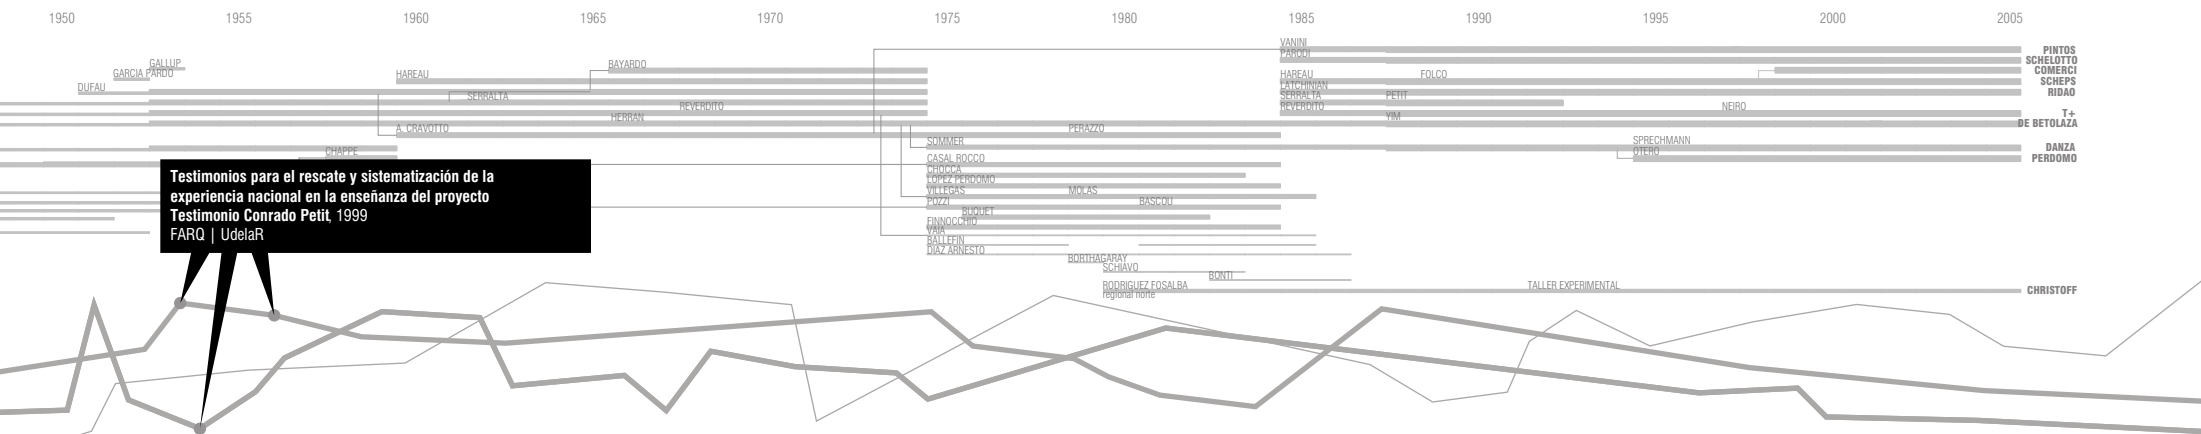 1950 1955 1960 1965 1970 1975 1980 1985 1990 1995 2000 2005
VANINI
GALLUP
PINTOS
PARODI
SCHELOTTO
BAYARDO
GARCIA PARDO
HAREAU
HAREAU
FOLCO
COMERCI
SCHEPS
DUFAU
LATCHINIAN
RIDAO
SERRALTA
SERRALTA
PETIT
REVERDITO
REVERDITO
NEIRO
T+
HERRAN
YIM
DE BETOLAZA
A. CRAVOTTO
PERAZZO
SOMMER
SPRECHMANN
DANZA
CHAPPE
OTERO
PERDOMO
CASAL ROCCO
CHOCCA
LOPEZ PERDOMO
VILLEGAS
MOLAS
POZZI
BASCOU
BUQUET
FINNOCCHIO
VAIA
BALLEFIN
DIAZ ARNESTO
BORTHAGARAY
SCHIAVO
BONTI
RODRIGUEZ FOSALBA
regional norte
TALLER EXPERIMENTAL
CHRISTOFF
Testimonios para el rescate y sistematización de la
experiencia nacional en la enseñanza del proyecto
Testimonio Conrado Petit, 1999
FARQ | UdelaR